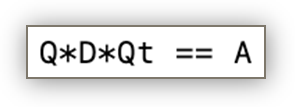 Q*D*Qt == A